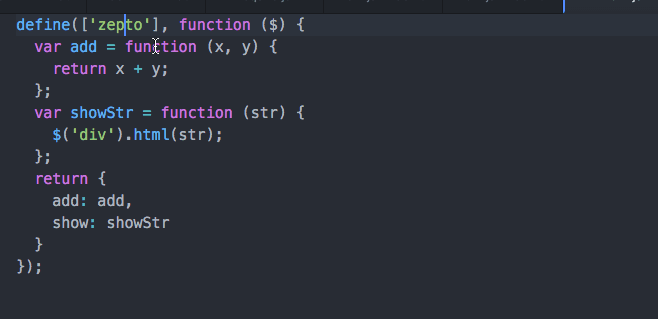 define(['zepto'], function ($) {
  var add = function (x, y) {
    return x + y;
  };
  var showStr = function (str) {
    $('div').html(str);
  };
  return {
    add: add,
    show: showStr
  }
});